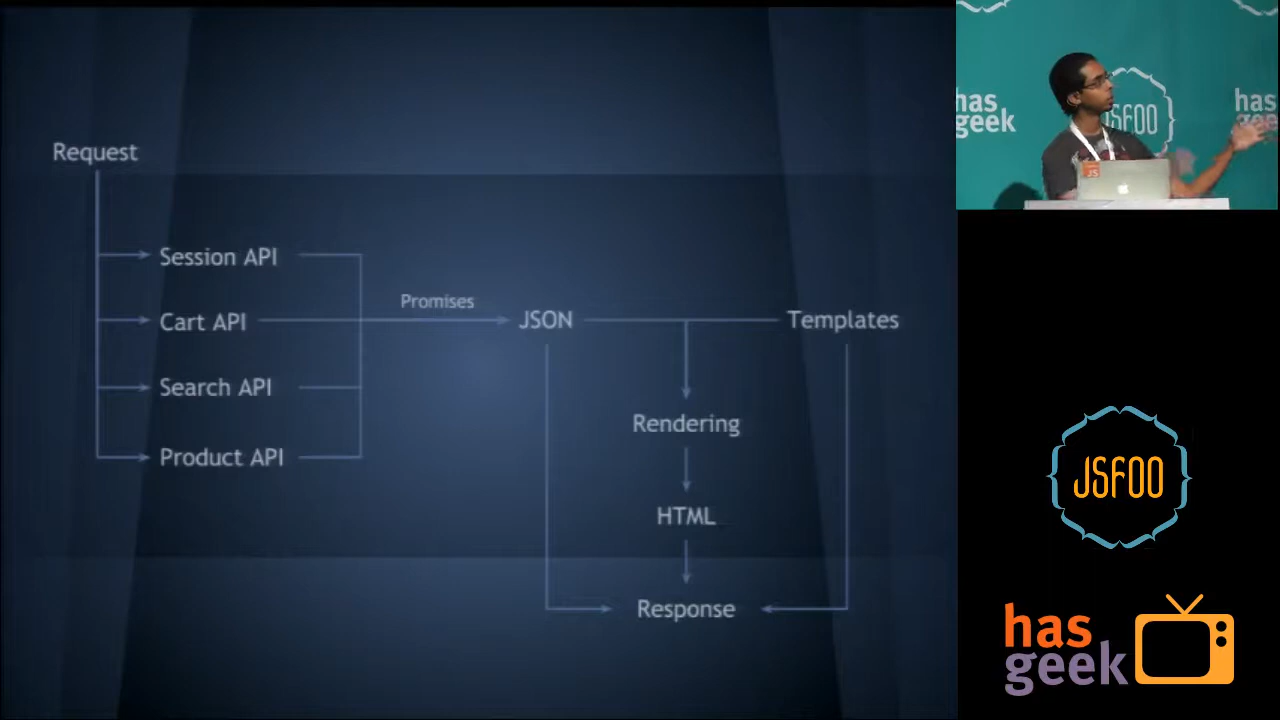 Request
Session API
Cart API
Search API
Product API
Promises
JSON
Templates
Rendering
HTML
Response
has
geek
JSFOO
has
geek
JS
JSFOO
has
geek